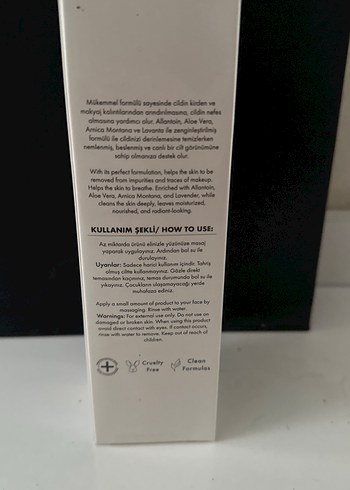 Mükemmel formülü sayesinde cildin kirden ve
makyaj kalıntılarından arındırılmasına, cildin nefes
almasına yardımcı olur. Allantoin, Aloe Vera,
Arnica Montana ve Lavanta ile zenginleştirilmiş
formülü ile cildinizi derinlemesine temizlerken
nemlenmiş, beslenmiş ve canlı bir cilt görünümüne
sahip olmanıza destek olur.
With its perfect formulation, helps the skin to be
removed from impurities and traces of makeup.
Helps the skin to breathe. Enriched with Allantoin,
Aloe Vera, Arnica Montana, and Lavender, while
cleans the skin deeply, leaves moisturized,
nourished, and radiant-looking.
KULLANIM ŞEKLİ/ HOW TO USE:
Az miktarda ürünü elinizle yüzünüze masaj
yaparak uygulayınız. Ardından bol su ile
durulayınız.
Uyarılar: Sadece harici kullanım içindir. Tahriş
olmuş ciltte kullanmayınız. Gözle direkt
temasından kaçınınız, temas durumunda bol su ile
yıkayınız. Çocukların ulaşamayacağı yerde
muhafaza ediniz.
Apply a small amount of product to your face by
massaging. Rinse with water.
Warnings: For external use only. Do not use on
damaged or broken skin. When using this product
avoid direct contact with eyes. If contact occurs,
rinse with water to remove. Keep out of reach of
children.
Cruelty
Free
Clean
Formulas